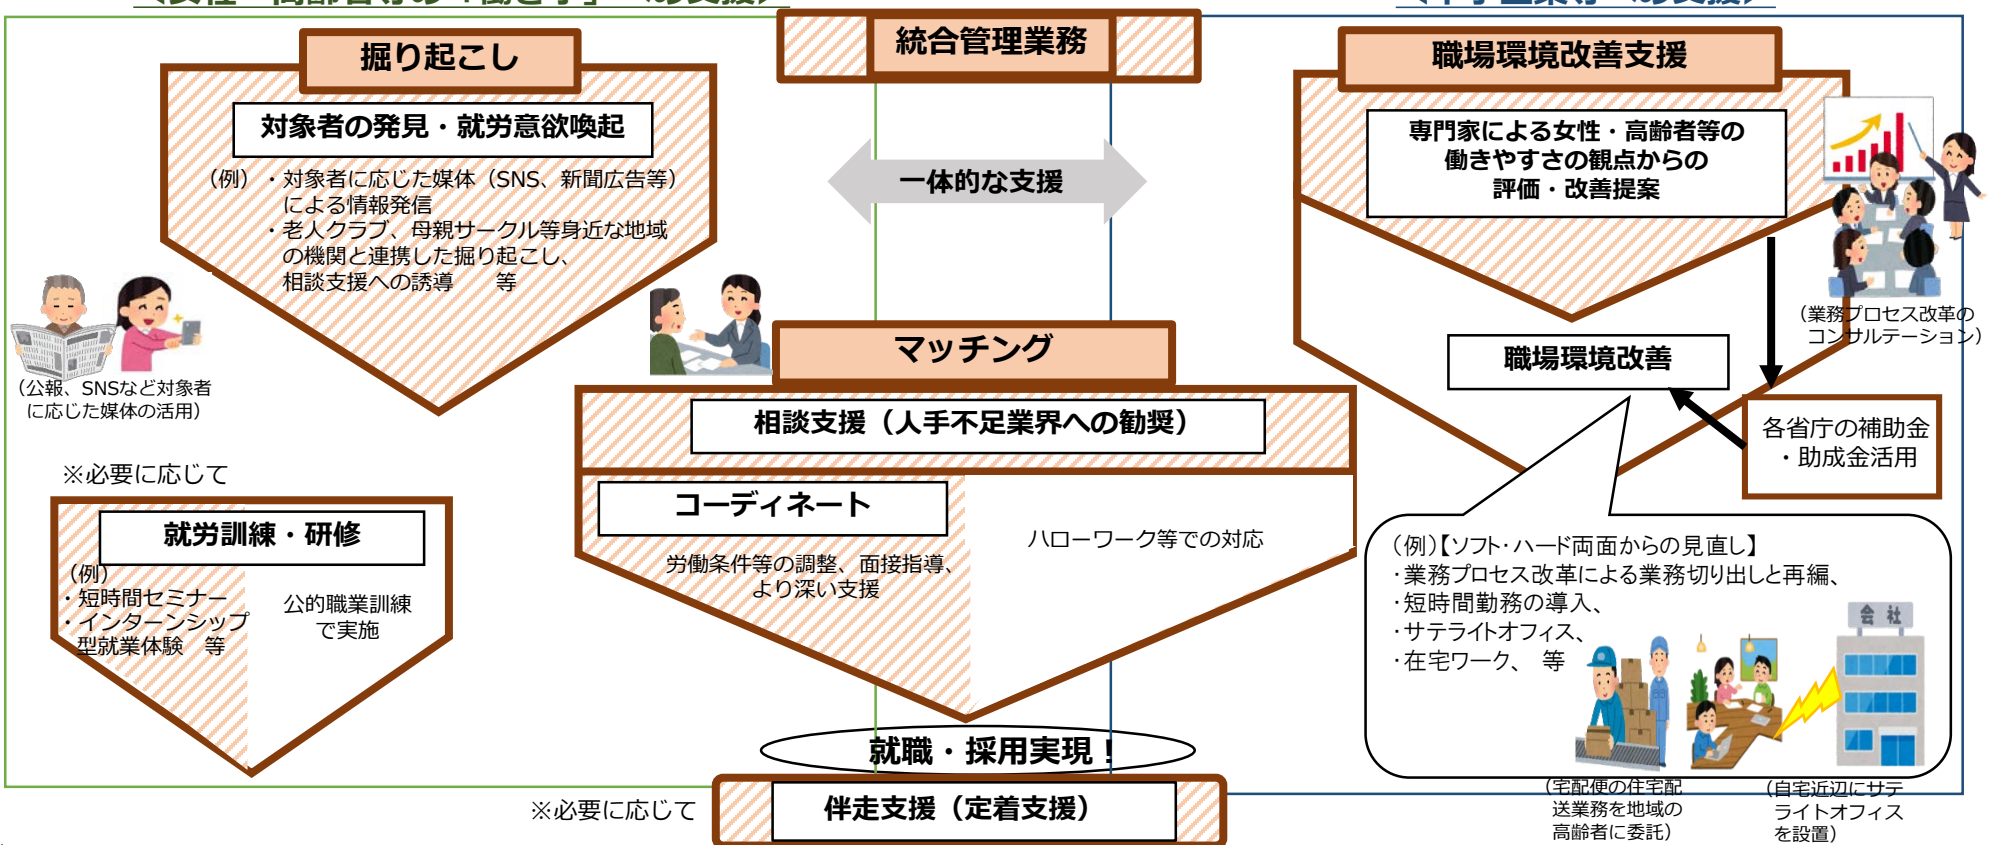 統合管理業務
掘り起こし
対象者の発見・就労意欲喚起
(例)・対象者に応じた媒体（SNS、新聞広告等）
による情報発信
・老人クラブ、母親サークル等身近な地域
の機関と連携した掘り起こし、
相談支援への誘導　等
（公報、SNSなど対象者
に応じた媒体の活用）
※必要に応じて
就労訓練・研修
(例)
・短時間セミナー
・インターンシップ
型就業体験　等
公的職業訓練
で実施
一体的な支援
マッチング
相談支援（人手不足業界への勧奨）
コーディネート
労働条件等の調整、面接指導、
より深い支援
ハローワーク等での対応
就職・採用実現！
※必要に応じて
伴走支援（定着支援）
職場環境改善支援
専門家による女性・高齢者等の
働きやすさの観点からの
評価・改善提案
（業務プロセス改革の
コンサルテーション）
職場環境改善
各省庁の補助金
・助成金活用
（例）【ソフト・ハード両面からの見直し】
・業務プロセス改革による業務切り出しと再編、
・短時間勤務の導入、
・サテライトオフィス、
・在宅ワーク、　等
会社
（宅配便の住宅配
送業務を地域の
高齢者に委託）
（自宅近辺にサテ
ライトオフィス
を設置）